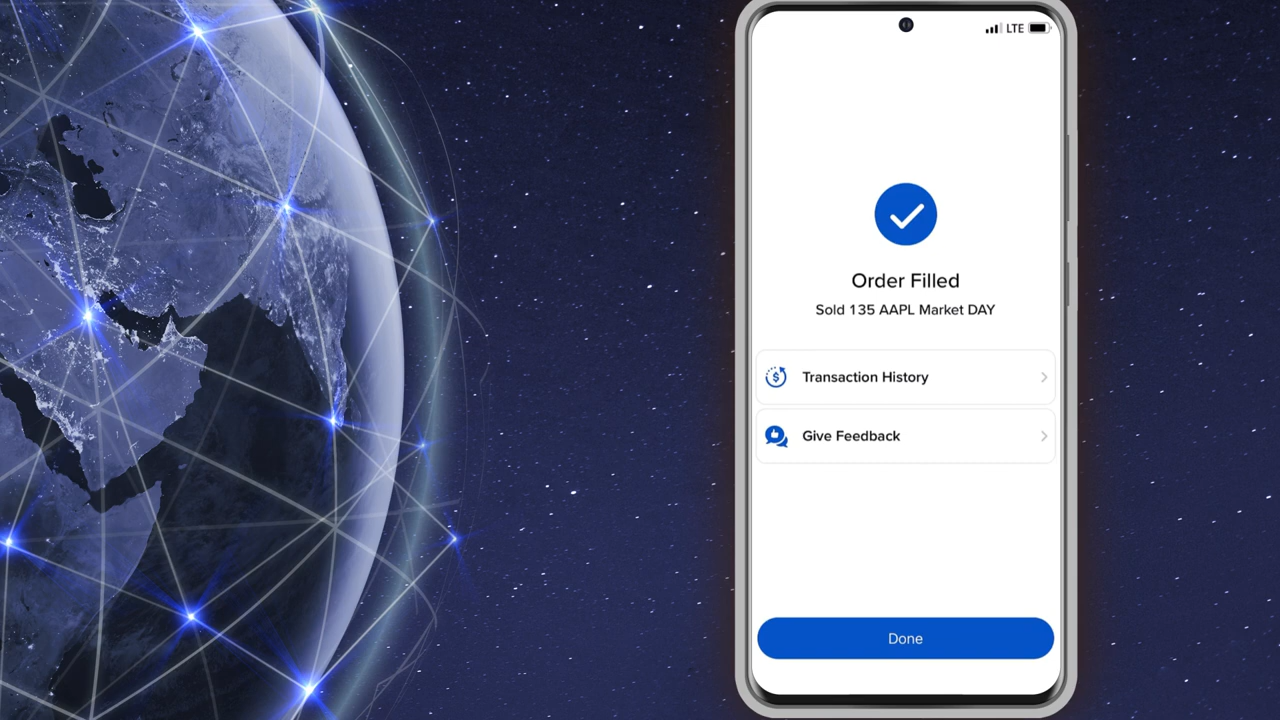 LTE
Order Filled
Sold 135 AAPL Market DAY
Transaction History
Give Feedback
Done